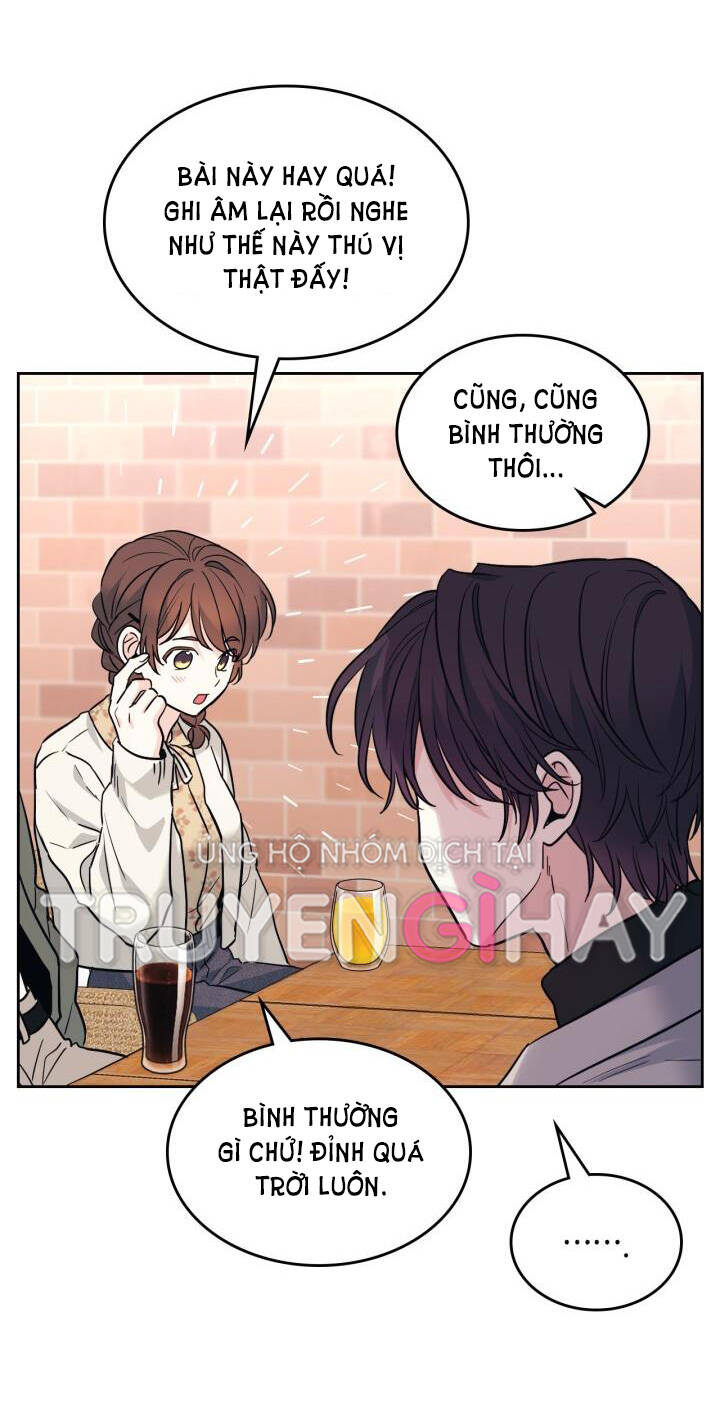 BÀI NÀY HAY QUÁ!
GHI ÂM LẠI RỒI NGHE
NHƯ THẾ NÀY THÚ VỊ
THẬT ĐẤY!
CŨNG, CŨNG
BÌNH THƯỜNG
THÔI...
ỦNG HỘ NHÓM DỊCH TẠI
TRUYENGÌHAY
BÌNH THƯỜNG
GÌ CHỨ! ĐỈNH QUÁ
TRỜI LUÔN.
.......